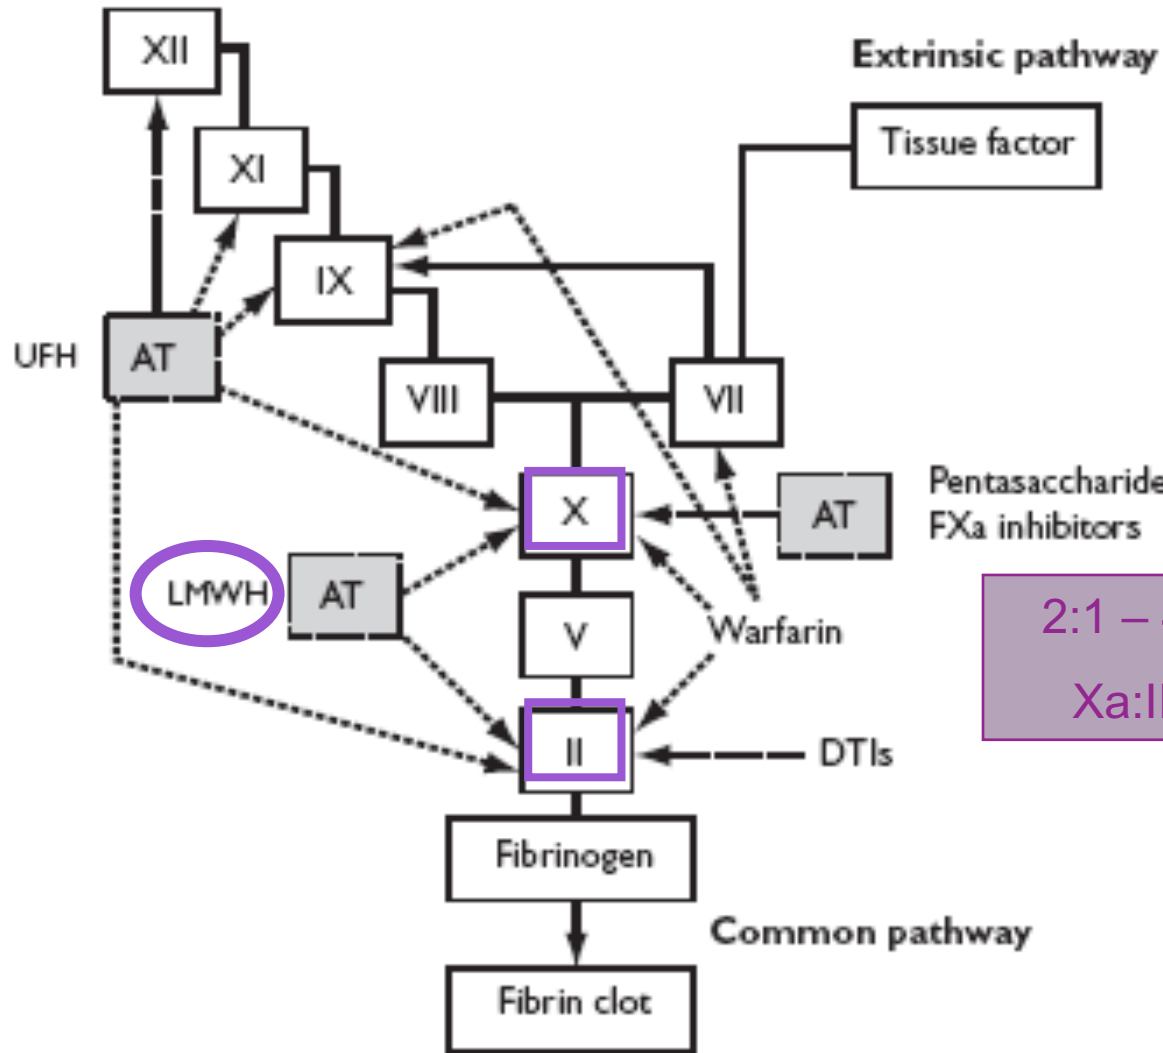 XII
Extrinsic pathway
Tissue factor
XI
IX
UFH
AT
VIII
VII
X
AT
Pentasaccharide
FXa inhibitors
LMWH
AT
V
Warfarin
2:1 –
Xa:II
II
DTIs
Fibrinogen
Common pathway
Fibrin clot